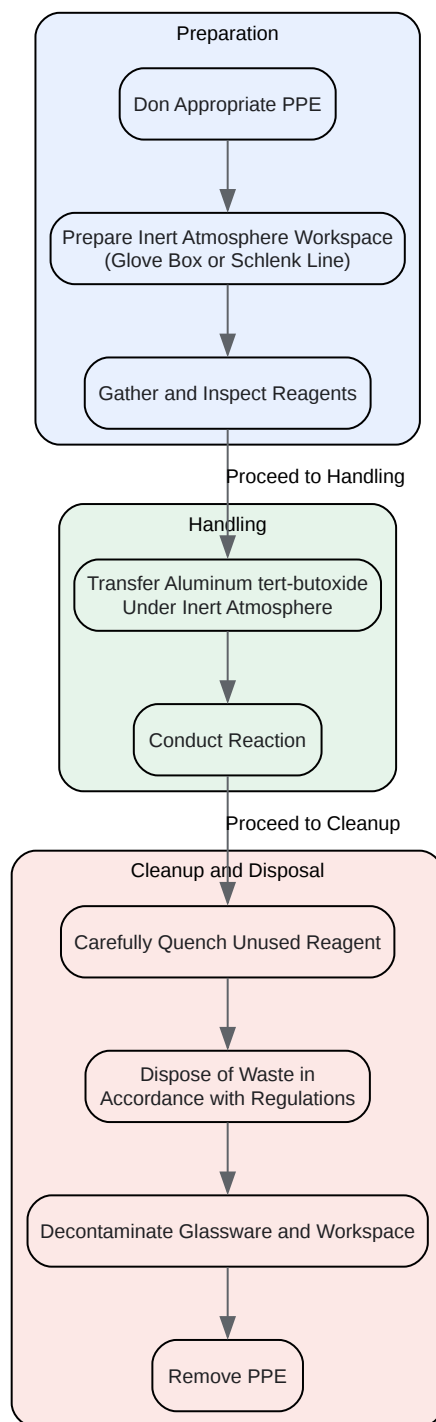 Preparation
Don Appropriate PPE
Prepare Inert Atmosphere Workspace
(Glove Box or Schlenk Line)
Gather and Inspect Reagents
Proceed to Handling
Handling
Transfer Aluminum tert-butoxide
Under Inert Atmosphere
Conduct Reaction
Proceed to Cleanup
Cleanup and Disposal
Carefully Quench Unused Reagent
Dispose of Waste in
Accordance with Regulations
Decontaminate Glassware and Workspace
Remove PPE